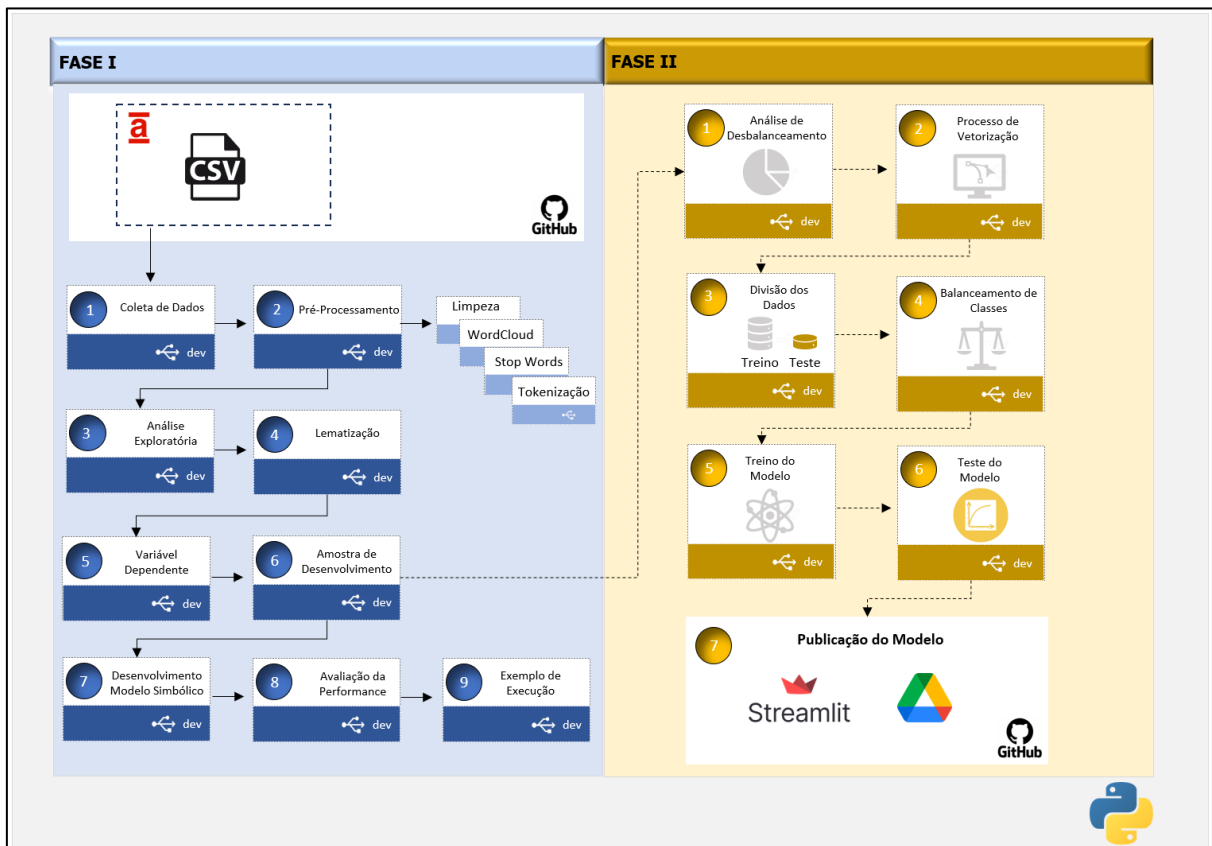 FASE I
ā
CSV
GitHub
1
Coleta de Dados
dev
2
Pré-Processamento
dev
Limpeza
WordCloud
Stop Words
Tokenização
3
Análise
Exploratória
dev
4
Lematização
dev
5
Variável
Dependente
dev
6
Amostra de
Desenvolvimento
dev
7
Desenvolvimento
Modelo Simbólico
dev
8
Avaliação da
Performance
dev
9
Exemplo de
Execução
dev
FASE II
1
Análise de
Desbalanceamento
dev
2
Processo de
Vetorização
dev
3
Divisão dos
Dados
Treino Teste
dev
4
Balanceamento de
Classes
dev
5
Treino do
Modelo
dev
6
Teste do
Modelo
dev
7
Publicação do Modelo
Streamlit
GitHub